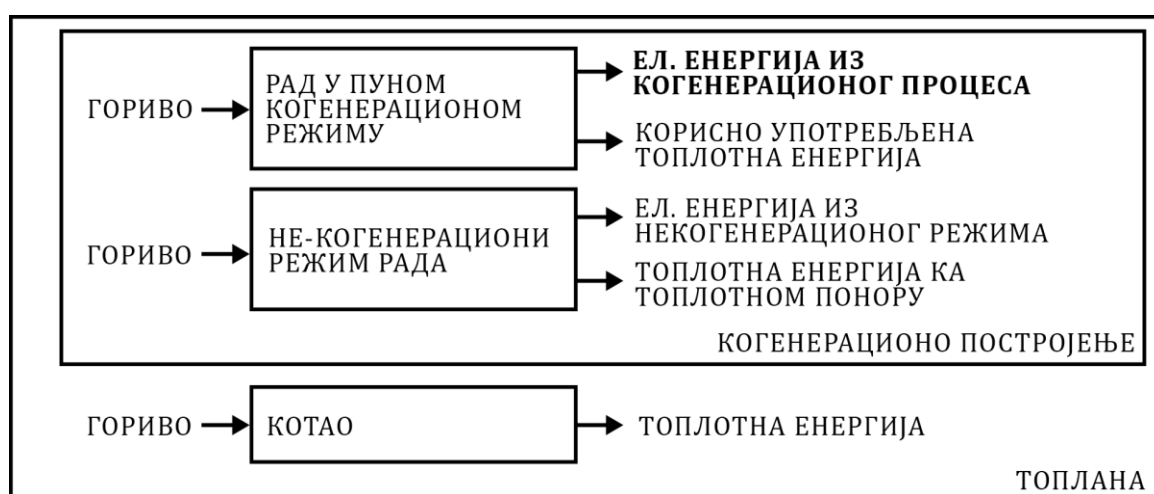 ГОРИВО
РАД У ПУНОМ
КОГЕНЕРАЦИОНОМ
РЕЖИМУ
ЕЛ. ЕНЕРГИЈА ИЗ
КОГЕНЕРАЦИОНОГ ПРОЦЕСА
КОРИСНО УПОТРЕБЉЕНА
ТОПЛОТНА ЕНЕРГИЈА
ГОРИВО
НЕ-КОГЕНЕРАЦИОНИ
РЕЖИМ РАДА
ЕЛ. ЕНЕРГИЈА ИЗ
НЕКОГЕНЕРАЦИОНОГ РЕЖИМА
ТОПЛОТНА ЕНЕРГИЈА КА
ТОПЛОТНОМ ПОНОРУ
КОГЕНЕРАЦИОНО ПОСТРОЈЕЊЕ
ГОРИВО
КОТАО
ТОПЛОТНА ЕНЕРГИЈА
ТОПЛАНА